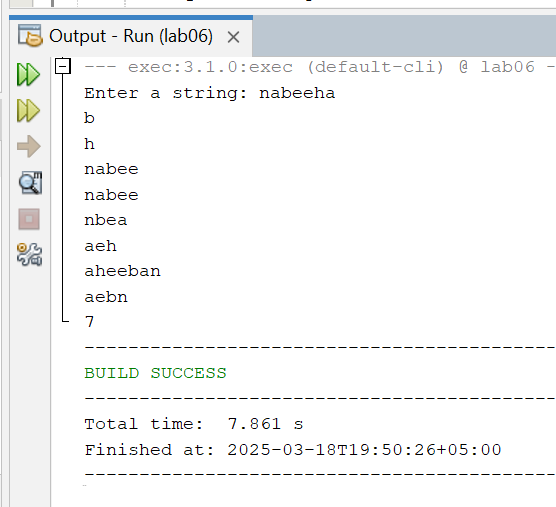 Output - Run (lab06)
--- exec:3.1.0:exec (default-cli) @ lab06 -
Enter a string: nabeeha
b
h
nabee
nabee
nbea
aeh
aheeban
aebn
7
--------------------------------------------
BUILD SUCCESS
--------------------------------------------
Total time:  7.861 s
Finished at: 2025-03-18T19:50:26+05:00
--------------------------------------------